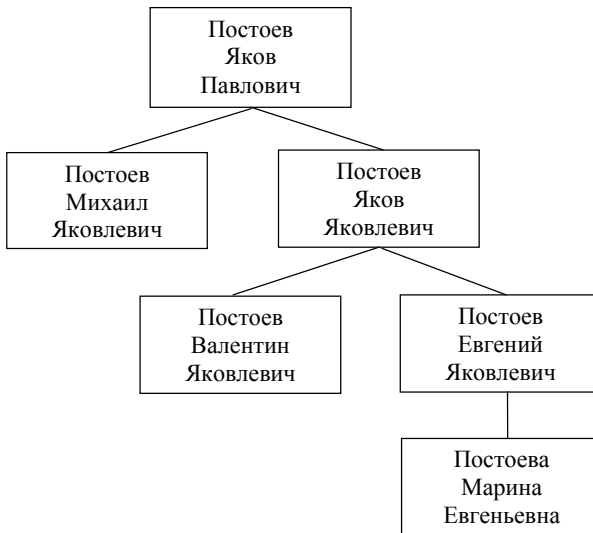 Постоев
Яков
Павлович
Постоев
Михаил
Яковлевич
Постоев
Яков
Яковлевич
Постоев
Валентин
Яковлевич
Постоев
Евгений
Яковлевич
Постоева
Марина
Евгеньевна